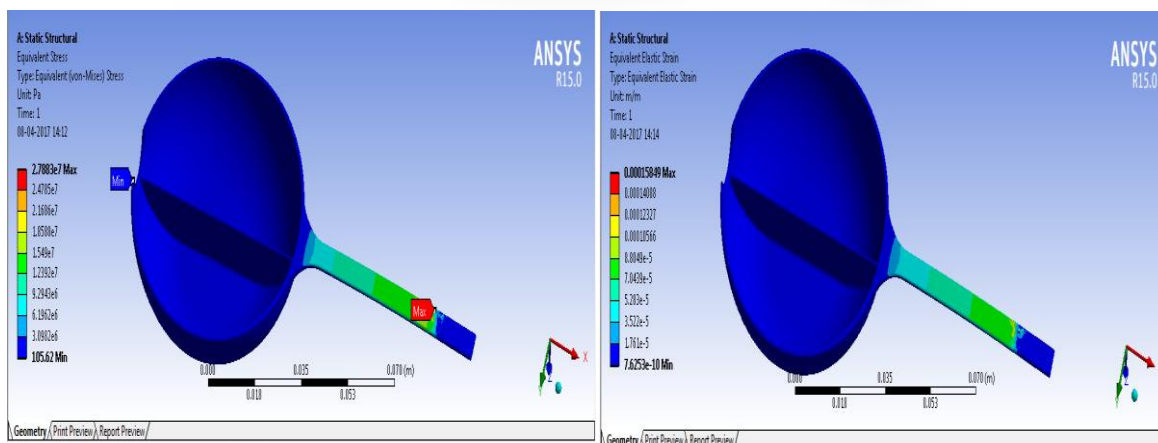 A: Static Structural
Equivalent Stress
Type: Equivalent (von-Mises) Stress
Unit: Pa
Time: 1
08-04-2017 14:12
2.7883e7 Max
2.4785e7
2.1686e7
1.8588e7
1.549e7
1.2392e7
9.2943e6
6.1962e6
3.0982e6
105.62 Min
Min
Max
ANSYS
R15.0
0.000
0.035
0.070 (m)
0.018
0.053
X
Geometry
Print Preview
Report Preview
A: Static Structural
Equivalent Elastic Strain
Type: Equivalent Elastic Strain
Unit: m/m
Time: 1
08-04-2017 14:14
0.00015849 Max
0.00014088
0.00012327
0.00010566
8.8049e-5
7.0439e-5
5.283e-5
3.522e-5
1.761e-5
7.6253e-10 Min
ANSYS
R15.0
0.000
0.035
0.070 (m)
0.018
0.053
Geometry
Print Preview
Report Preview